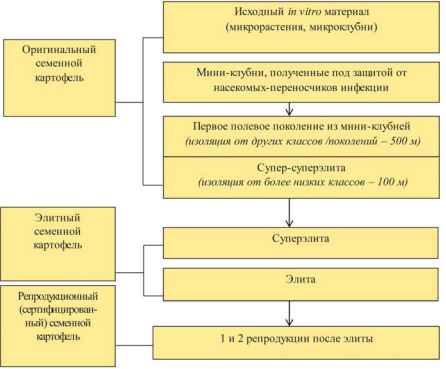 Исходный in vitro материал
(микрорастения, микроклубни)
Оригинальный
семенной
картофель
Мини-клубни, полученные под защитой от
насекомых-переносчиков инфекции
Первое полевое поколение из мини-клубней
(изоляция от других классов /поколений – 500 м)
Супер-суперэлита
(изоляция от более низких классов – 100 м)
Элитный
семенной
картофель
Суперэлита
Элита
Репродукционный
(сертифицирован-
ный) семенной
картофель
1 и 2 репродукции после элиты